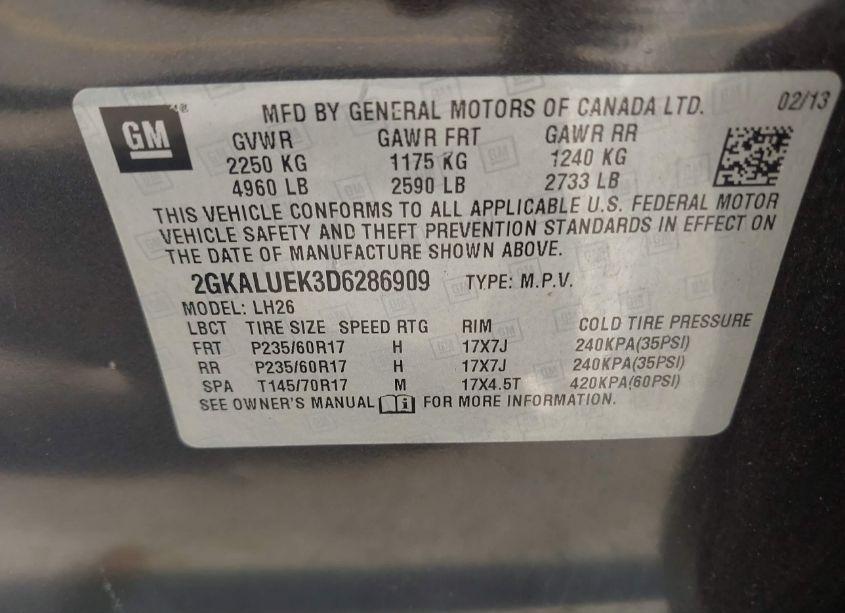 GM
MFD BY GENERAL MOTORS OF CANADA LTD. 02/13
GVWR GAWR FRT GAWR RR
2250 KG 1175 KG 1240 KG
4960 LB 2590 LB 2733 LB
THIS VEHICLE CONFORMS TO ALL APPLICABLE U.S. FEDERAL MOTOR
VEHICLE SAFETY AND THEFT PREVENTION STANDARDS IN EFFECT ON
THE DATE OF MANUFACTURE SHOWN ABOVE.
2GKALUEK3D6286909 TYPE: M.P.V.
MODEL: LH26
LBCT TIRE SIZE SPEED RTG RIM COLD TIRE PRESSURE
FRT P235/60R17 H 17X7J 240KPA(35PSI)
RR P235/60R17 H 17X7J 240KPA(35PSI)
SPA T145/70R17 M 17X4.5T 420KPA(60PSI)
SEE OWNER'S MANUAL FOR MORE INFORMATION.